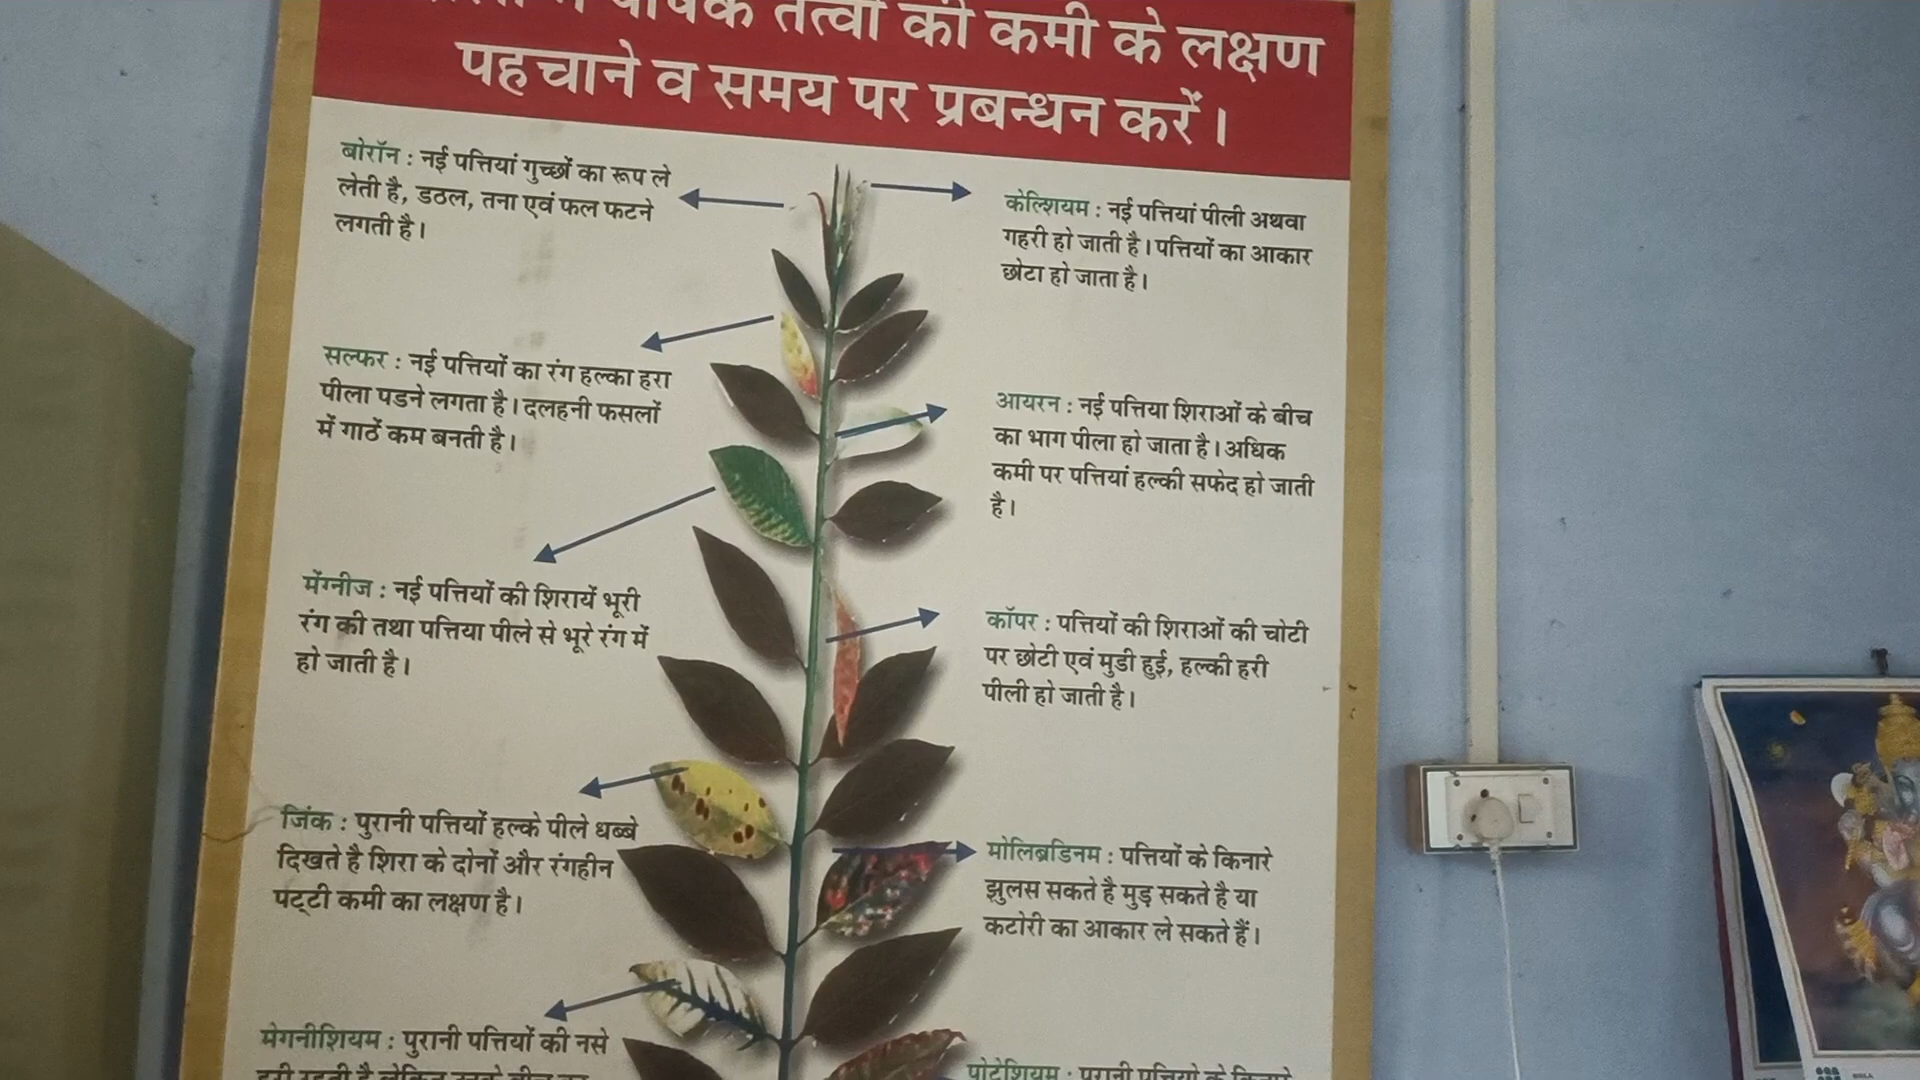 तत्वों की कमी के लक्षण
पहचाने व समय पर प्रबन्धन करें।
बोरॉन : नई पत्तियां गुच्छों का रूप ले
लेती है, डठल, तना एवं फल फटने
लगती है।
केल्शियम : नई पत्तियां पीली अथवा
गहरी हो जाती है। पत्तियों का आकार
छोटा हो जाता है।
सल्फर : नई पत्तियों का रंग हल्का हरा
पीला पडने लगता है। दलहनी फसलों
में गाठें कम बनती है।
आयरन : नई पत्तिया शिराओं के बीच
का भाग पीला हो जाता है। अधिक
कमी पर पत्तियां हल्की सफेद हो जाती
है।
मेंग्नीज : नई पत्तियों की शिरायें भूरी
रंग की तथा पत्तिया पीले से भूरे रंग में
हो जाती है।
कॉपर : पत्तियों की शिराओं की चोटी
पर छोटी एवं मुडी हुई, हल्की हरी
पीली हो जाती है।
जिंक : पुरानी पत्तियों हल्के पीले धब्बे
दिखते है शिरा के दोनों और रंगहीन
पट्टी कमी का लक्षण है।
मोलिब्रडिनम : पत्तियों के किनारे
झुलस सकते है मुड़ सकते है या
कटोरी का आकार ले सकते हैं।
मेगनीशियम : पुरानी पत्तियों की नसे
पोटेशियम : पुरानी पत्तियो के किनारे